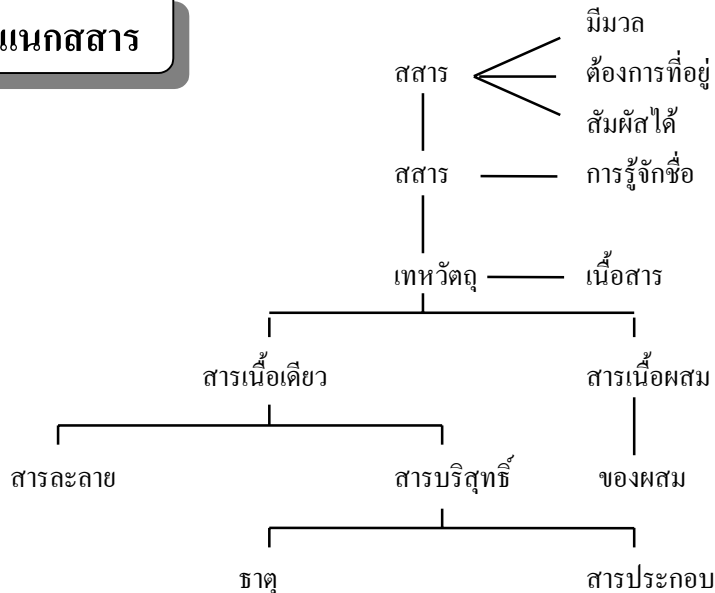 แนกสสาร
มีมวล
สสาร ต้องการที่อยู่
สัมผัสได้
สสาร การรู้จักชื่อ
เทหวัตถุ เนื้อสาร
สารเนื้อเดียว สารเนื้อผสม
สารละลาย สารบริสุทธิ์ ของผสม
ธาตุ สารประกอบ